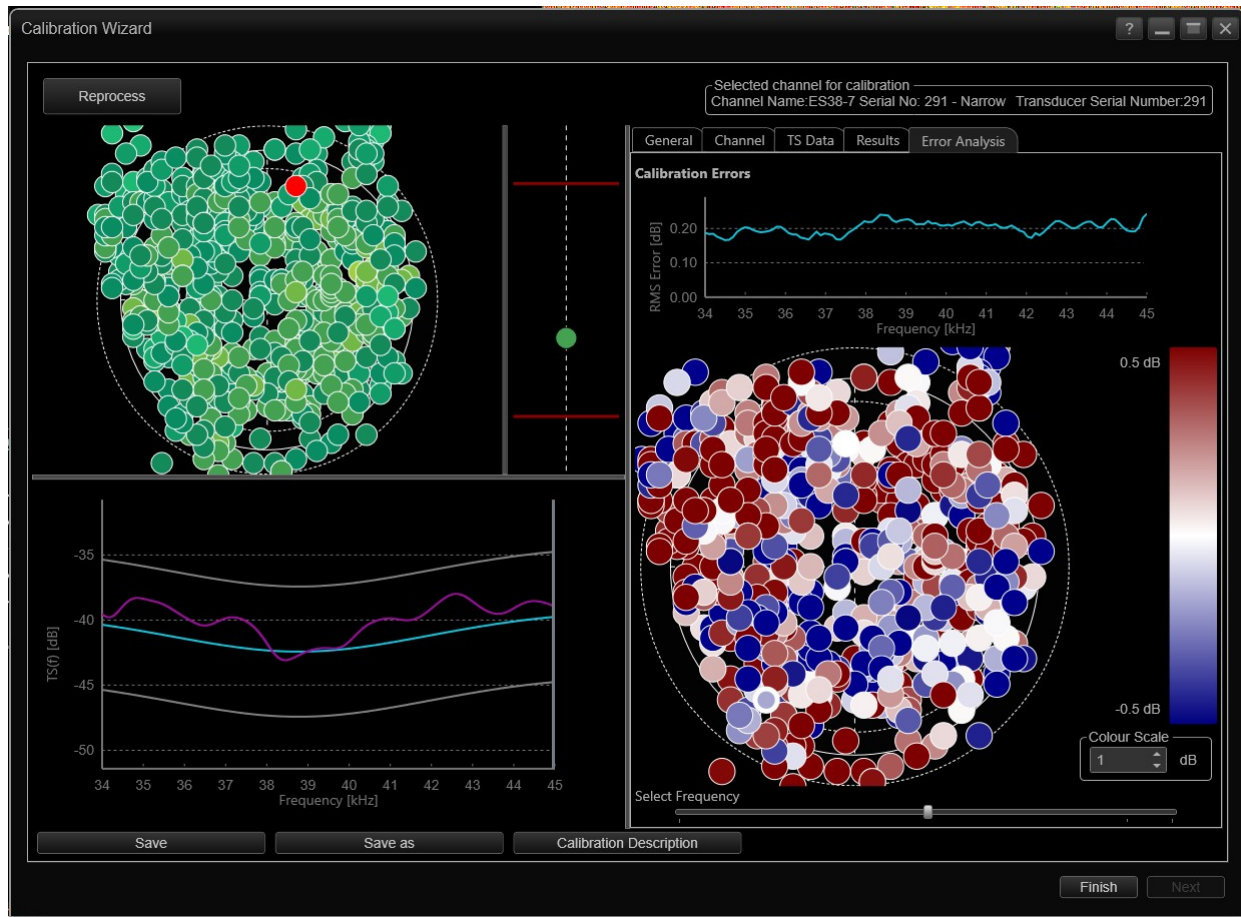 Calibration Wizard
?
Reprocess
Selected channel for calibration
Channel Name:ES38-7 Serial No: 291 - Narrow Transducer Serial Number:291
General Channel TS Data Results Error Analysis
Calibration Errors
RMS Error [dB]
0.20
0.10
0.00
34 35 36 37 38 39 40 41 42 43 44 45
Frequency [kHz]
0.5 dB
-0.5 dB
Colour Scale
1 dB
Select Frequency
TS(f) [dB]
-35
-40
-45
-50
34 35 36 37 38 39 40 41 42 43 44 45
Frequency [kHz]
Save Save as Calibration Description
Finish Next